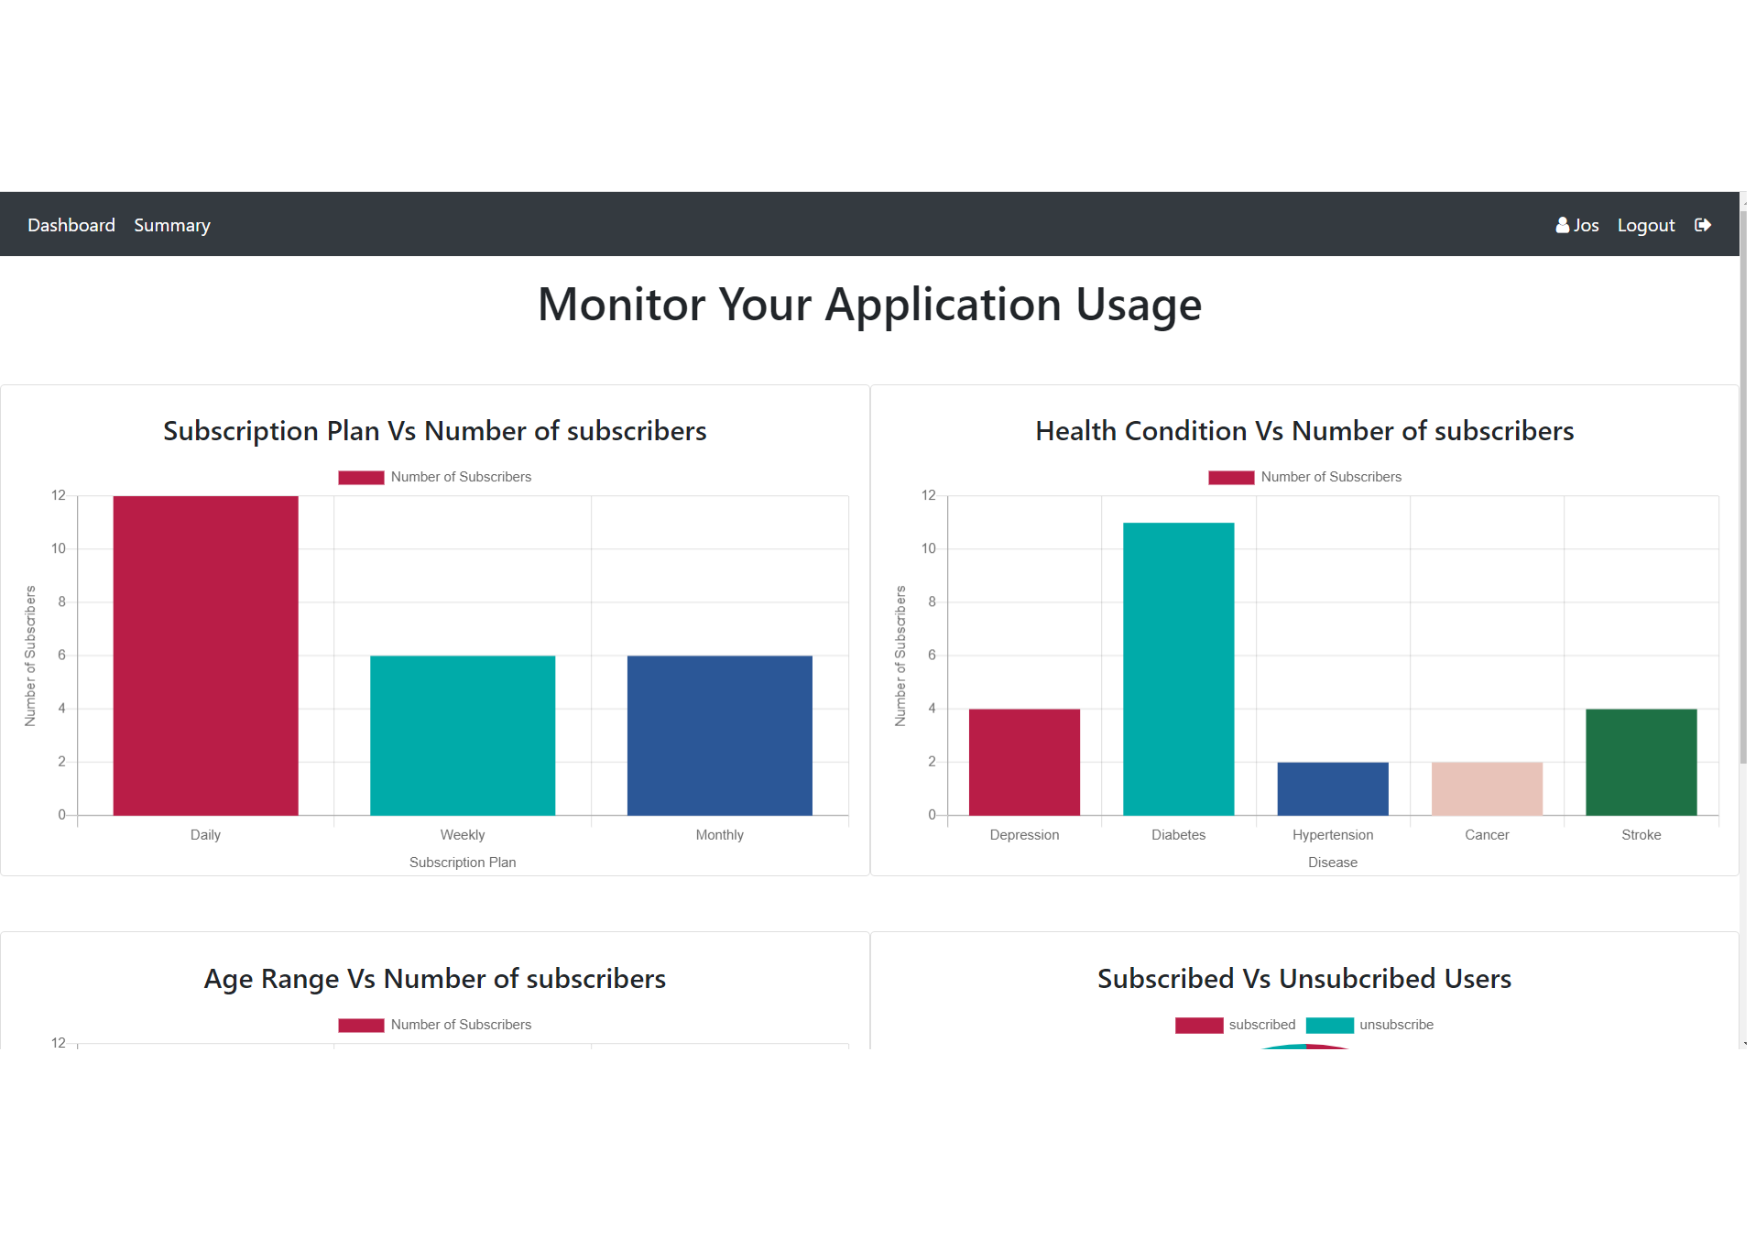 Dashboard Summary Jos Logout
Monitor Your Application Usage
Subscription Plan Vs Number of subscribers
Number of Subscribers
12
10
8
6
4
2
0
Number of Subscribers
Daily Weekly Monthly
Subscription Plan
Health Condition Vs Number of subscribers
Number of Subscribers
12
10
8
6
4
2
0
Number of Subscribers
Depression Diabetes Hypertension Cancer Stroke
Disease
Age Range Vs Number of subscribers
Number of Subscribers
12
Subscribed Vs Unsubcribed Users
subscribed unsubscribe